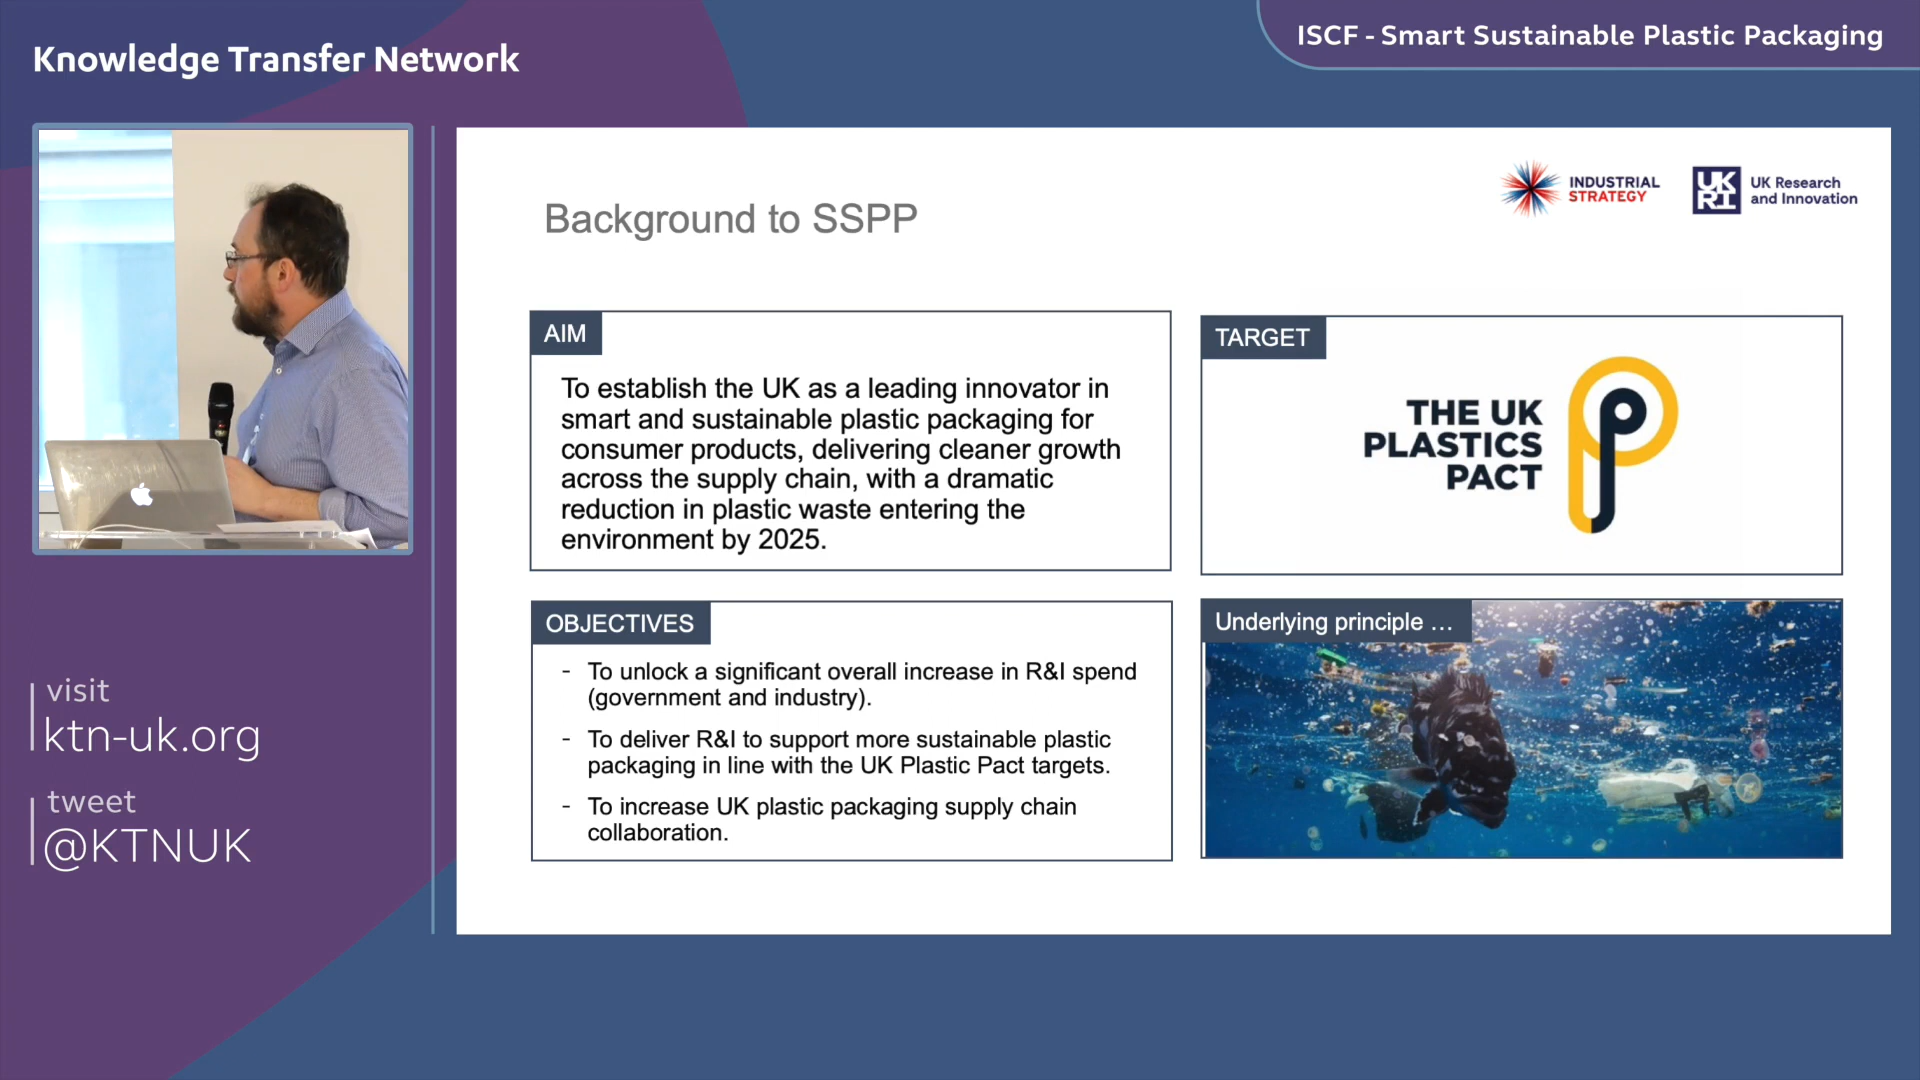 Knowledge Transfer Network
ISCF - Smart Sustainable Plastic Packaging
INDUSTRIAL
STRATEGY
UK
RI
UK Research
and Innovation
Background to SSPP
AIM
To establish the UK as a leading innovator in
smart and sustainable plastic packaging for
consumer products, delivering cleaner growth
across the supply chain, with a dramatic
reduction in plastic waste entering the
environment by 2025.
TARGET
THE UK
PLASTICS
PACT
OBJECTIVES
- To unlock a significant overall increase in R&I spend
(government and industry).
- To deliver R&I to support more sustainable plastic
packaging in line with the UK Plastic Pact targets.
- To increase UK plastic packaging supply chain
collaboration.
Underlying principle …
visit
ktn-uk.org
tweet
@KTNUK